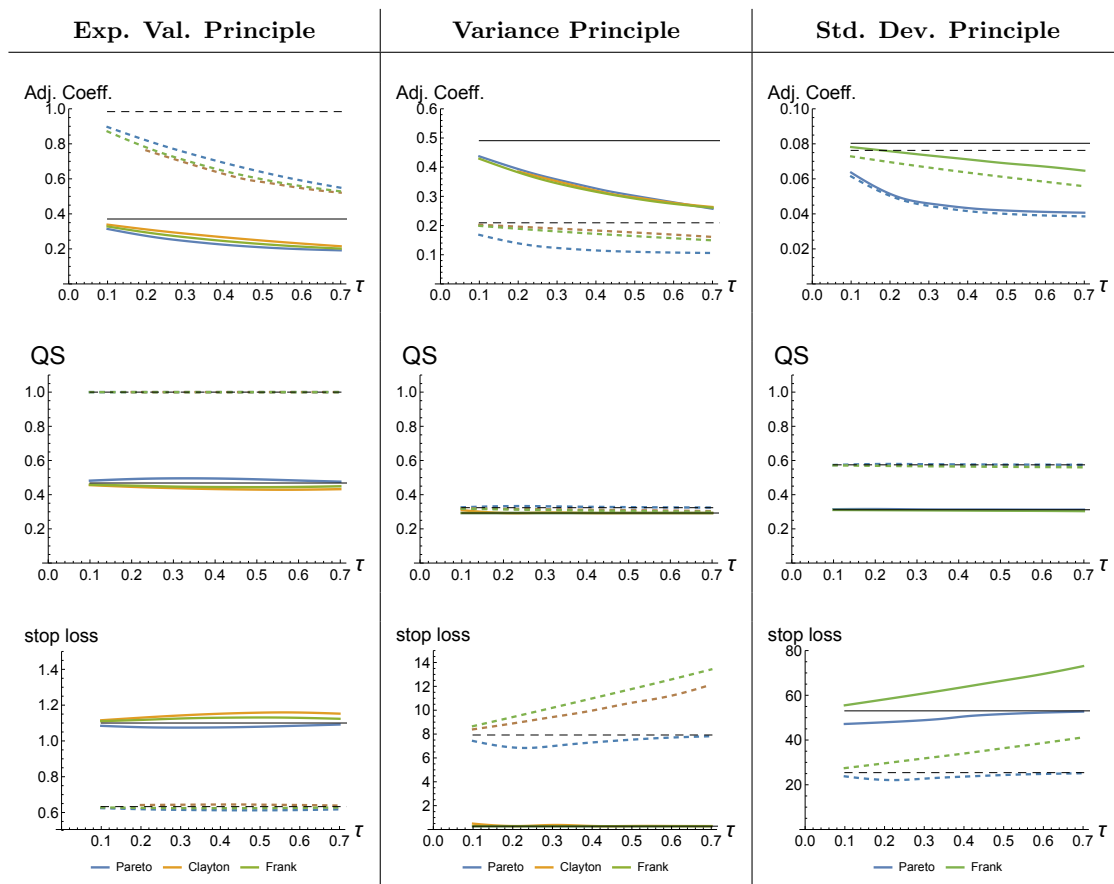 Exp. Val. Principle
Variance Principle
Std. Dev. Principle
Adj. Coeff.
1.0
0.8
0.6
0.4
0.2
0.0 0.1 0.2 0.3 0.4 0.5 0.6 0.7 τ
Adj. Coeff.
0.6
0.5
0.4
0.3
0.2
0.1
0.0 0.1 0.2 0.3 0.4 0.5 0.6 0.7 τ
Adj. Coeff.
0.10
0.08
0.06
0.04
0.02
0.0 0.1 0.2 0.3 0.4 0.5 0.6 0.7 τ
QS
1.0
0.8
0.6
0.4
0.2
0.0 0.1 0.2 0.3 0.4 0.5 0.6 0.7 τ
QS
1.0
0.8
0.6
0.4
0.2
0.0 0.1 0.2 0.3 0.4 0.5 0.6 0.7 τ
QS
1.0
0.8
0.6
0.4
0.2
0.0 0.1 0.2 0.3 0.4 0.5 0.6 0.7 τ
stop loss
1.4
1.2
1.0
0.8
0.6
0.1 0.2 0.3 0.4 0.5 0.6 0.7 τ
Pareto Clayton Frank
stop loss
14
12
10
8
6
4
2
0.0 0.1 0.2 0.3 0.4 0.5 0.6 0.7 τ
Pareto Clayton Frank
stop loss
80
60
40
20
0.0 0.1 0.2 0.3 0.4 0.5 0.6 0.7 τ
Pareto Frank